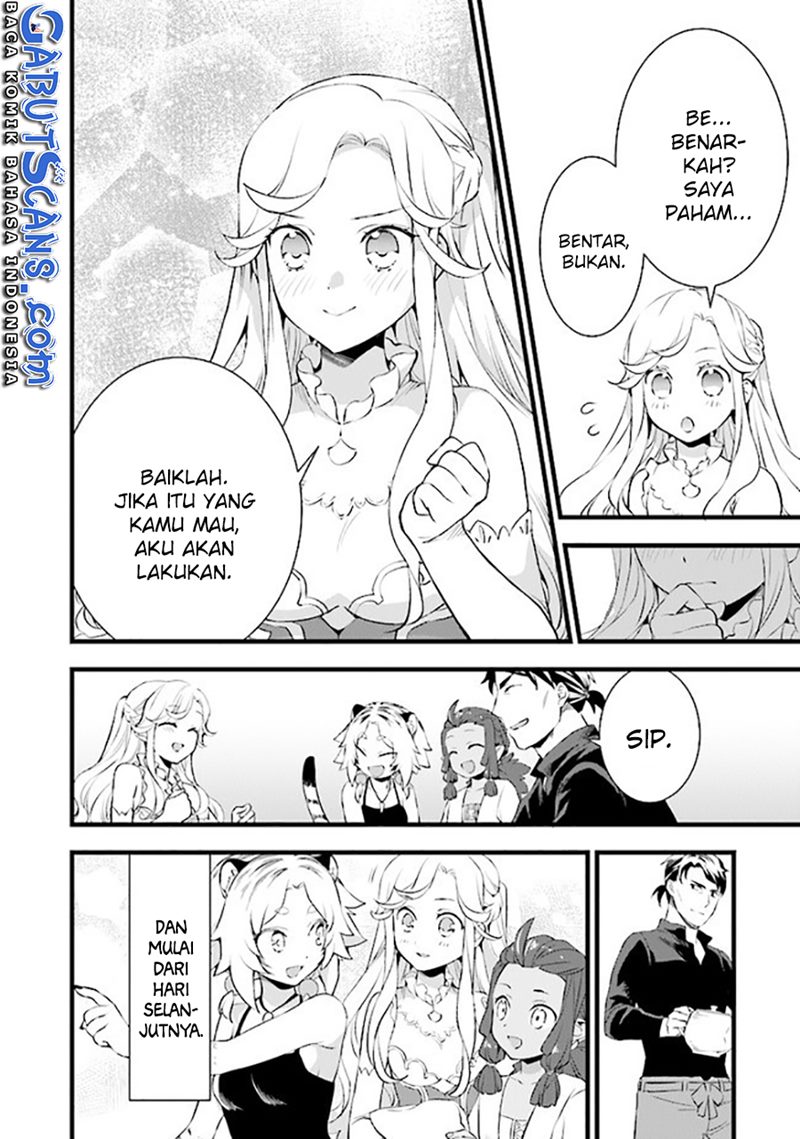 GABUTSCANS.COM
BACA KOMIK BAHASA INDONESIA
BE...
BENAR-
KAH?
SAYA
PAHAM...
BENTAR,
BUKAN.
BAIKLAH.
JIKA ITU YANG
KAMU MAU,
AKU AKAN
LAKUKAN.
SIP.
DAN
MULAI
DARI
HARI
SELAN-
JUTNYA.